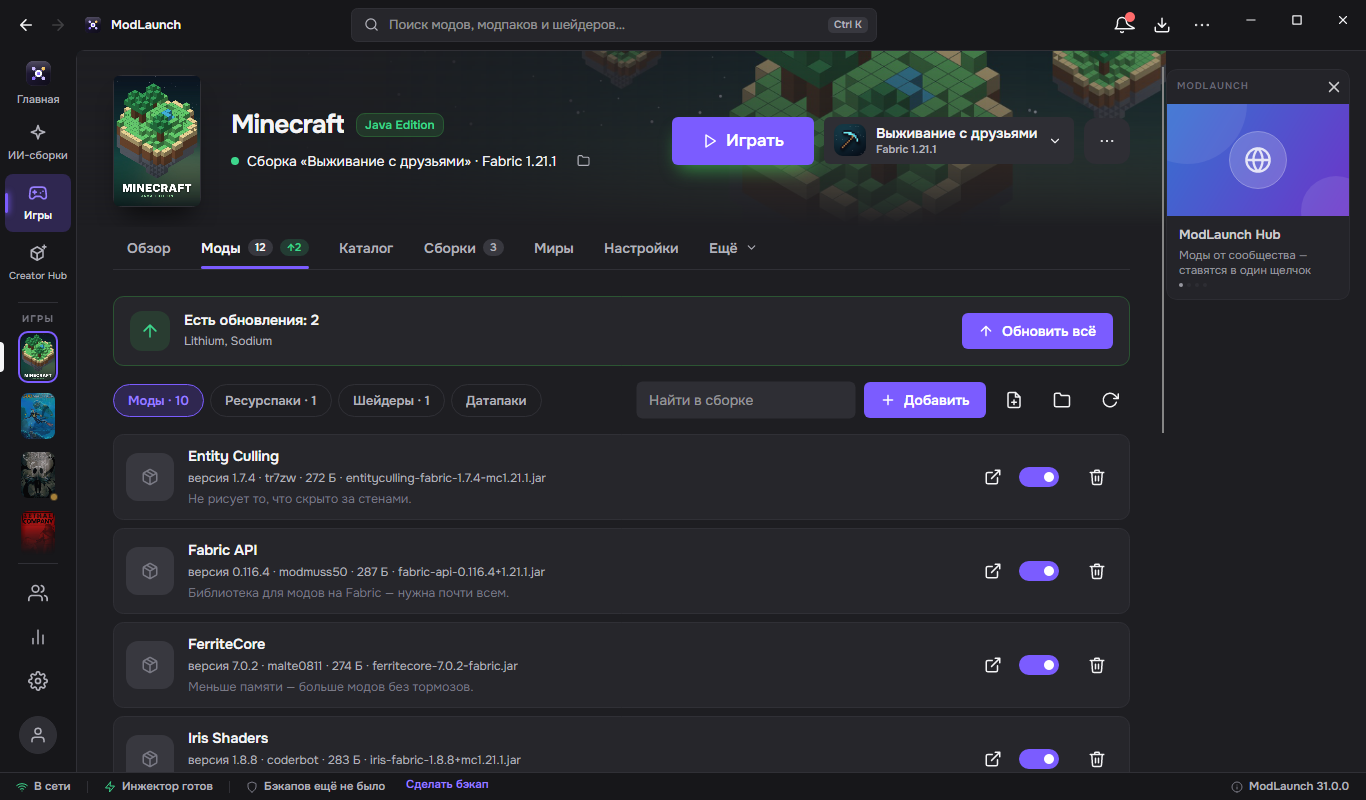 ModLaunch
Поиск модов, модпаков и шейдеров...
Ctrl K
Главная
ИИ-сборки
Игры
Creator Hub
ИГРЫ
MINECRAFT
MINECRAFT
Minecraft
Java Edition
Сборка «Выживание с друзьями» · Fabric 1.21.1
Играть
Выживание с друзьями
Fabric 1.21.1
MODLAUNCH
ModLaunch Hub
Моды от сообщества —
ставятся в один щелчок
Обзор
Моды 12 ↑2
Каталог
Сборки 3
Миры
Настройки
Ещё
Есть обновления: 2
Lithium, Sodium
Обновить всё
Моды · 10
Ресурспаки · 1
Шейдеры · 1
Датапаки
Найти в сборке
Добавить
Entity Culling
версия 1.7.4 · tr7zw · 272 Б · entityculling-fabric-1.7.4-mc1.21.1.jar
Не рисует то, что скрыто за стенами.
Fabric API
версия 0.116.4 · modmuss50 · 287 Б · fabric-api-0.116.4+1.21.1.jar
Библиотека для модов на Fabric — нужна почти всем.
FerriteCore
версия 7.0.2 · malte0811 · 274 Б · ferritecore-7.0.2-fabric.jar
Меньше памяти — больше модов без тормозов.
Iris Shaders
версия 1.8.8 · coderbot · 283 Б · iris-fabric-1.8.8+mc1.21.1.jar
В сети
Инжектор готов
Бэкапов ещё не было
Сделать бэкап
ModLaunch 31.0.0